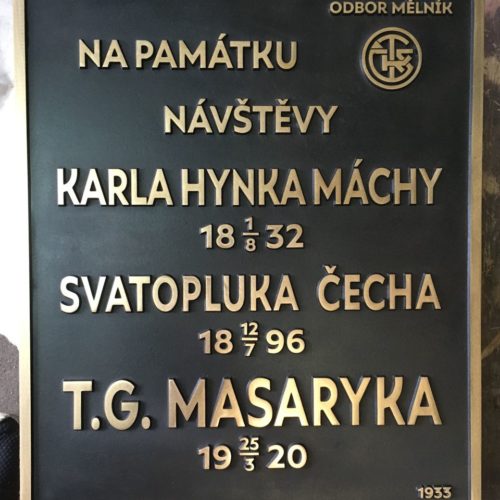 ODBOR MĚLNÍK
NA PAMÁTKU
NÁVŠTĚVY
KARLA HYNKA MÁCHY
18 1/8 32
SVATOPLUKA ČECHA
18 12/7 96
T.G. MASARYKA
19 25/3 20
1933